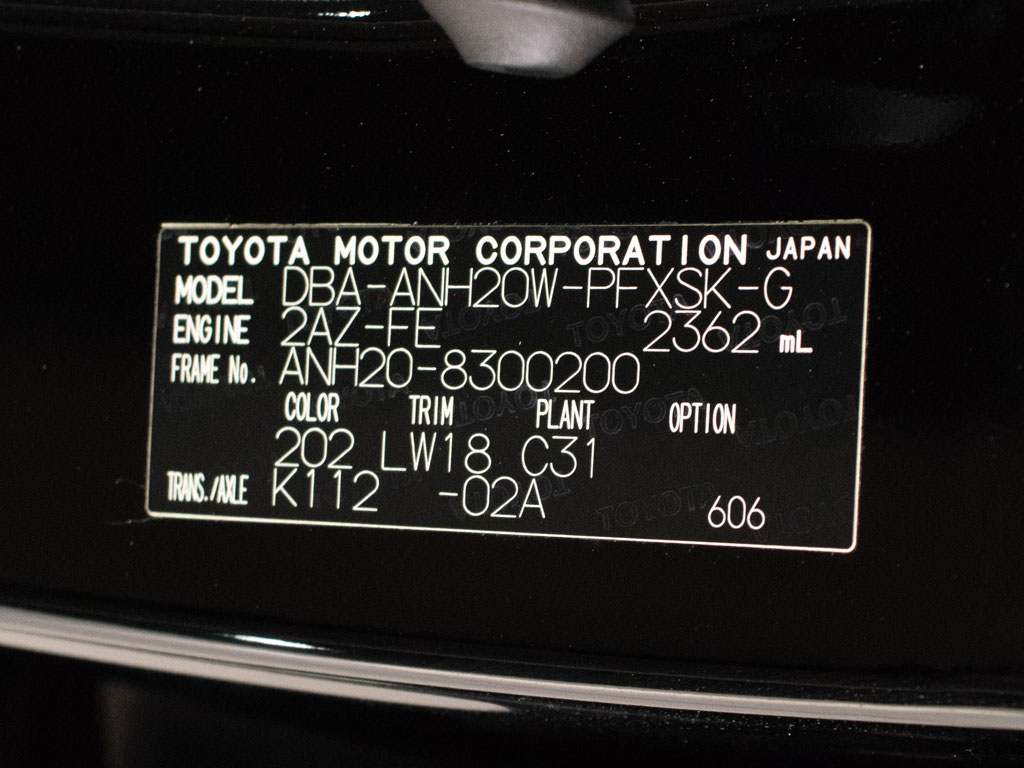 TOYOTA MOTOR CORPORATION JAPAN
MODEL DBA-ANH20W-PFXSK-G
ENGINE 2AZ-FE 2362 mL
FRAME No. ANH20-8300200
COLOR TRIM PLANT OPTION
202 LW18 C31
TRANS./AXLE K112 -02A 606